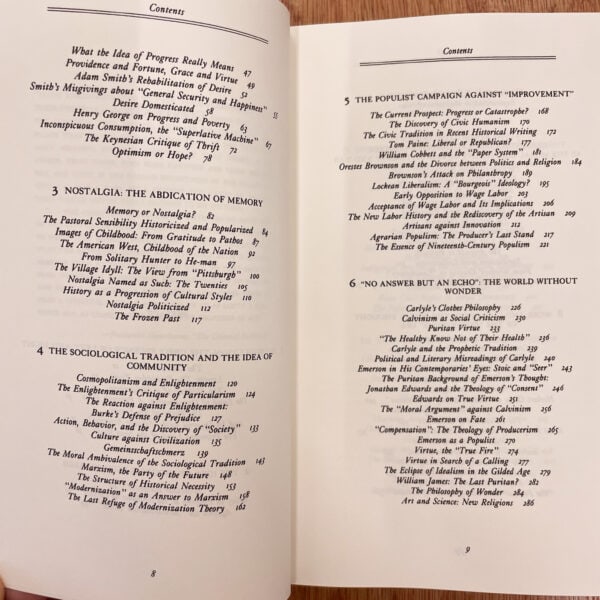 Contents
What the Idea of Progress Really Means 47
Providence and Fortune, Grace and Virtue 49
Adam Smith's Rehabilitation of Desire 52
Smith's Misgivings about "General Security and Happiness" 55
Desire Domesticated 58
Henry George on Progress and Poverty 63
Inconspicuous Consumption, the "Superlative Machine" 67
The Keynesian Critique of Thrift 72
Optimism or Hope? 78
3 NOSTALGIA: THE ABDICATION OF MEMORY
Memory or Nostalgia? 82
The Pastoral Sensibility Historicized and Popularized 84
Images of Childhood: From Gratitude to Pathos 87
The American West, Childhood of the Nation 92
From Solitary Hunter to He-man 97
The Village Idyll: The View from "Pittsburgh" 100
Nostalgia Named as Such: The Twenties 105
History as a Progression of Cultural Styles 110
Nostalgia Politicized 112
The Frozen Past 117
4 THE SOCIOLOGICAL TRADITION AND THE IDEA OF
COMMUNITY
Cosmopolitanism and Enlightenment 120
The Enlightenment's Critique of Particularism 124
The Reaction against Enlightenment:
Burke's Defense of Prejudice 127
Action, Behavior, and the Discovery of "Society" 133
Culture against Civilization 135
Gemeinschaftschmerz 139
The Moral Ambivalence of the Sociological Tradition 143
Marxism, the Party of the Future 148
The Structure of Historical Necessity 153
"Modernization" as an Answer to Marxism 158
The Last Refuge of Modernization Theory 162
8
Contents
5 THE POPULIST CAMPAIGN AGAINST "IMPROVEMENT"
The Current Prospect: Progress or Catastrophe? 168
The Discovery of Civic Humanism 170
The Civic Tradition in Recent Historical Writing 172
Tom Paine: Liberal or Republican? 177
William Cobbett and the "Paper System" 181
Orestes Brownson and the Divorce between Politics and Religion 184
Brownson's Attack on Philanthropy 189
Lockean Liberalism: A "Bourgeois" Ideology? 195
Early Opposition to Wage Labor 203
Acceptance of Wage Labor and Its Implications 206
The New Labor History and the Rediscovery of the Artisan 209
Artisans against Innovation 212
Agrarian Populism: The Producer's Last Stand 217
The Essence of Nineteenth-Century Populism 221
6 "NO ANSWER BUT AN ECHO": THE WORLD WITHOUT
WONDER
Carlyle's Clothes Philosophy 226
Calvinism as Social Criticism 230
Puritan Virtue 233
"The Healthy Know Not of Their Health" 236
Carlyle and the Prophetic Tradition 239
Political and Literary Misreadings of Carlyle 240
Emerson in His Contemporaries' Eyes: Stoic and "Seer" 243
The Puritan Background of Emerson's Thought:
Jonathan Edwards and the Theology of "Consent" 246
Edwards on True Virtue 251
The "Moral Argument" against Calvinism 256
Emerson on Fate 261
"Compensation": The Theology of Producerism 265
Emerson as a Populist 270
Virtue, the "True Fire" 274
Virtue in Search of a Calling 277
The Eclipse of Idealism in the Gilded Age 279
William James: The Last Puritan? 282
The Philosophy of Wonder 284
Art and Science: New Religions 286
9